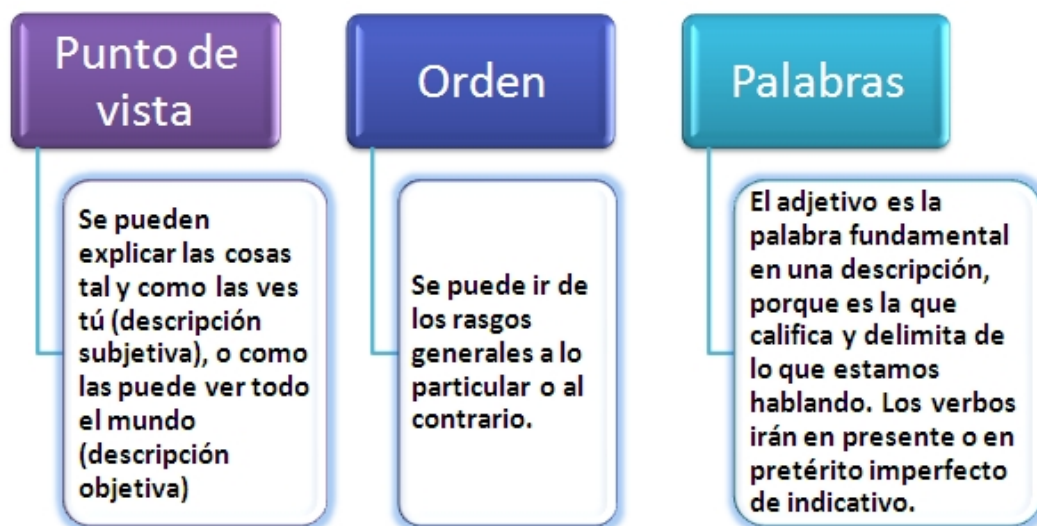 Punto de
vista
Se pueden
explicar las cosas
tal y como las ves
tú (descripción
subjetiva), o como
las puede ver todo
el mundo
(descripción
objetiva)
Orden
Se puede ir de
los rasgos
generales a lo
particular o al
contrario.
Palabras
El adjetivo es la
palabra fundamental
en una descripción,
porque es la que
califica y delimita de
lo que estamos
hablando. Los verbos
irán en presente o en
pretérito imperfecto
de indicativo.